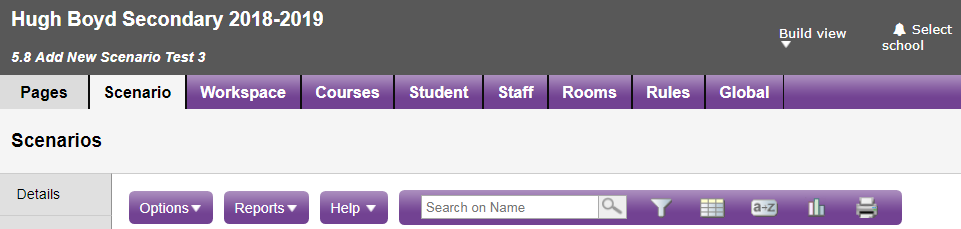 Hugh Boyd Secondary 2018-2019
Build view
Select school
5.8 Add New Scenario Test 3
Pages Scenario Workspace Courses Student Staff Rooms Rules Global
Scenarios
Details
Options Reports Help Search on Name a→z